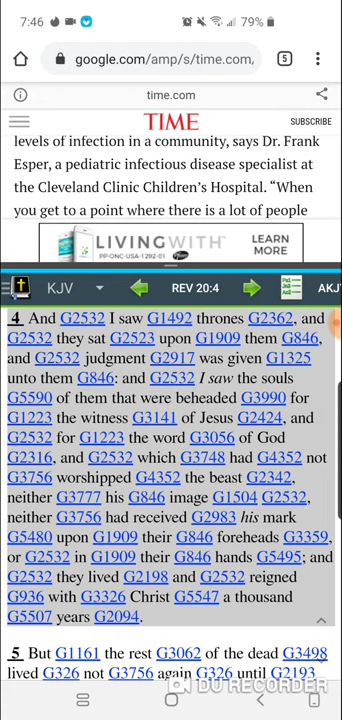 7:46 79%
google.com/amp/s/time.com, 5
time.com
TIME SUBSCRIBE
levels of infection in a community, says Dr. Frank
Esper, a pediatric infectious disease specialist at
the Cleveland Clinic Children's Hospital. “When
you get to a point where there is a lot of people
LIVINGWITH LEARN
PP-ONC-USA-1292-01 Pfizer MORE
KJV REV 20:4 AKJ
4 And G2532 I saw G1492 thrones G2362, and
G2532 they sat G2523 upon G1909 them G846,
and G2532 judgment G2917 was given G1325
unto them G846: and G2532 I saw the souls
G5590 of them that were beheaded G3990 for
G1223 the witness G3141 of Jesus G2424, and
G2532 for G1223 the word G3056 of God
G2316, and G2532 which G3748 had G4352 not
G3756 worshipped G4352 the beast G2342,
neither G3777 his G846 image G1504 G2532,
neither G3756 had received G2983 his mark
G5480 upon G1909 their G846 foreheads G3359,
or G2532 in G1909 their G846 hands G5495; and
G2532 they lived G2198 and G2532 reigned
G936 with G3326 Christ G5547 a thousand
G5507 years G2094.
5 But G1161 the rest G3062 of the dead G3498
lived G326 not G3756 again G326 until G2193
DU RECORDER